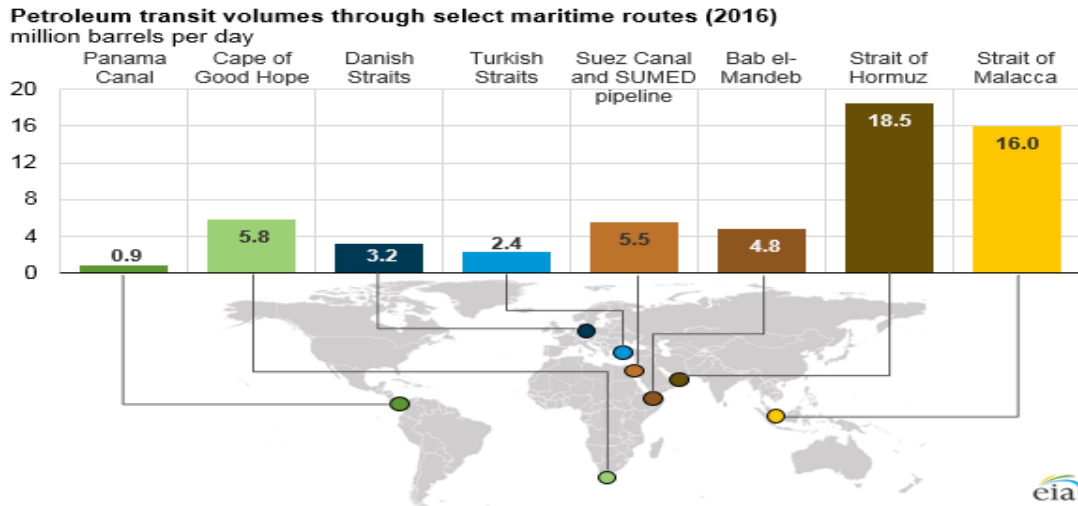 Petroleum transit volumes through select maritime routes (2016)
million barrels per day
Panama
Canal
Cape of
Good Hope
Danish
Straits
Turkish
Straits
Suez Canal
and SUMED
pipeline
Bab el-
Mandeb
Strait of
Hormuz
Strait of
Malacca
20
16
12
8
4
0
0.9
5.8
3.2
2.4
5.5
4.8
18.5
16.0
eia